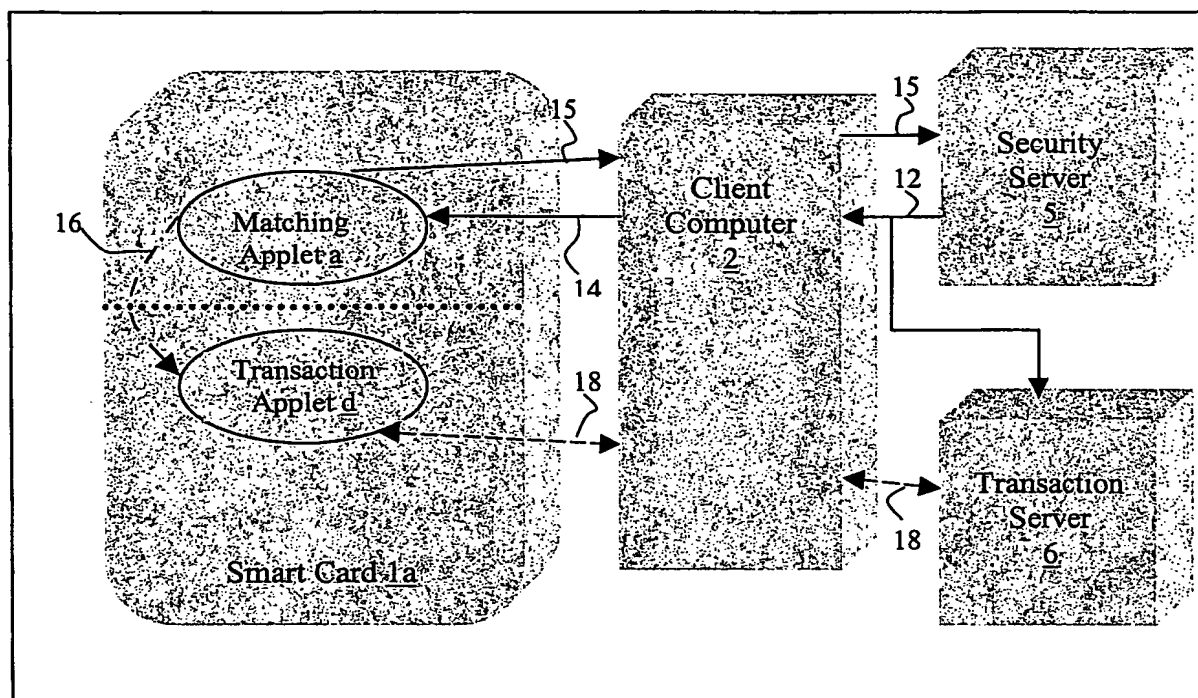 15
15
Security
Server
5
Client
Computer
2
12
16
Matching
Applet a
14
Transaction
Applet d
18
Transaction
Server
6
18
Smart Card 1a